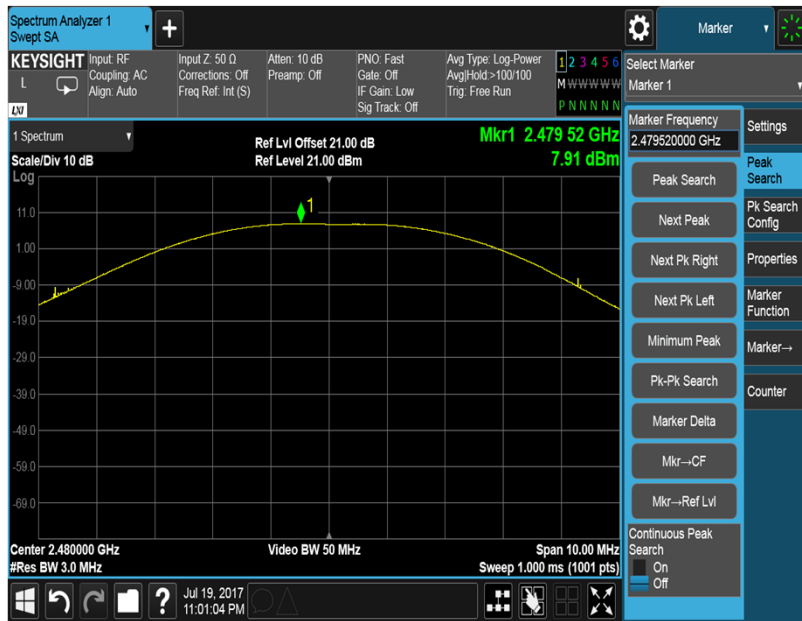 Spectrum Analyzer 1
Swept SA
+
Marker
KEYSIGHT
L
LXI
Input: RF
Coupling: AC
Align: Auto
Input Z: 50 Ω
Corrections: Off
Freq Ref: Int (S)
Atten: 10 dB
Preamp: Off
PNO: Fast
Gate: Off
IF Gain: Low
Sig Track: Off
Avg Type: Log-Power
Avg|Hold:>100/100
Trig: Free Run
1 2 3 4 5 6
M W W W W W
P N N N N N
Select Marker
Marker 1
1 Spectrum
Scale/Div 10 dB
Log
Ref Lvl Offset 21.00 dB
Ref Level 21.00 dBm
Mkr1 2.479 52 GHz
7.91 dBm
1
11.0
1.00
-9.00
-19.0
-29.0
-39.0
-49.0
-59.0
-69.0
Center 2.480000 GHz
#Res BW 3.0 MHz
Video BW 50 MHz
Span 10.00 MHz
Sweep 1.000 ms (1001 pts)
Marker Frequency
2.479520000 GHz
Peak Search
Next Peak
Next Pk Right
Next Pk Left
Minimum Peak
Pk-Pk Search
Marker Delta
Mkr→CF
Mkr→Ref Lvl
Continuous Peak
Search
On
Off
Settings
Peak
Search
Pk Search
Config
Properties
Marker
Function
Marker→
Counter
?
Jul 19, 2017
11:01:04 PM